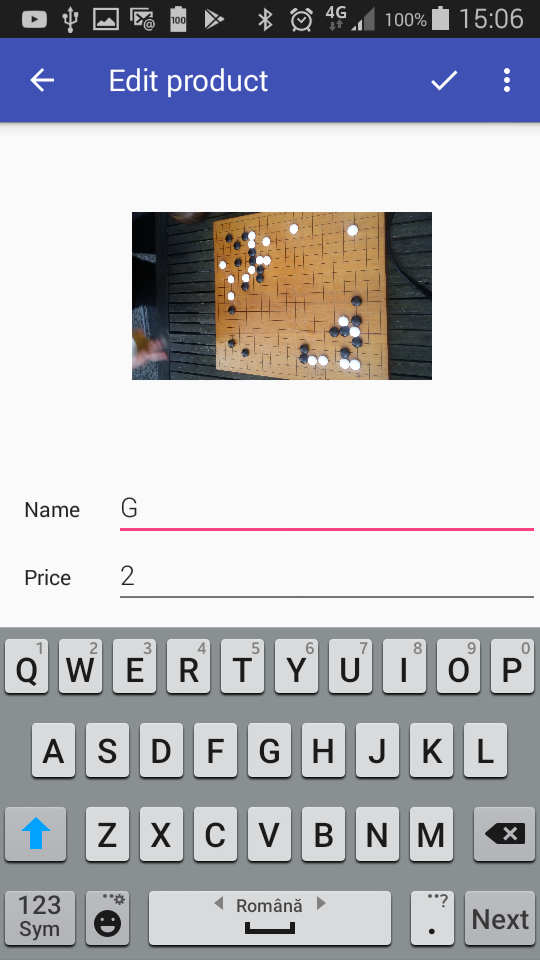 100 4G 100% 15:06
Edit product
Name G
Price 2
1 2 3 4 5 6 7 8 9 0
Q W E R T Y U I O P
A S D F G H J K L
Z X C V B N M
123 Sym Română . ? Next